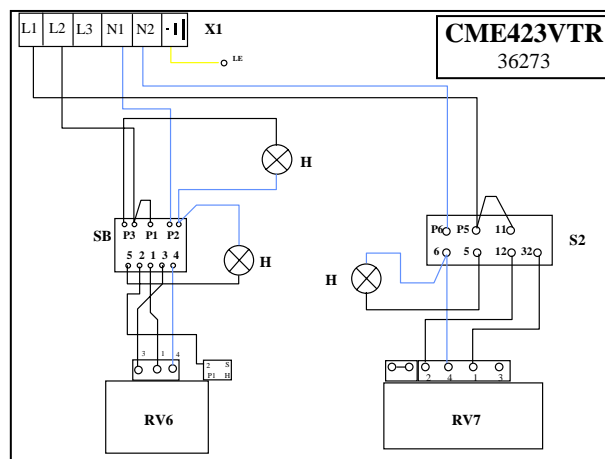 L1 L2 L3 N1 N2 X1
CME423VTR
36273
LE
H
P3 P1 P2
SB
5 2 1 3 4
H
P6 P5 11
S2
6 5 12 32
H
3 1 4
2 S
P1 H
RV6
2 4 1 3
RV7